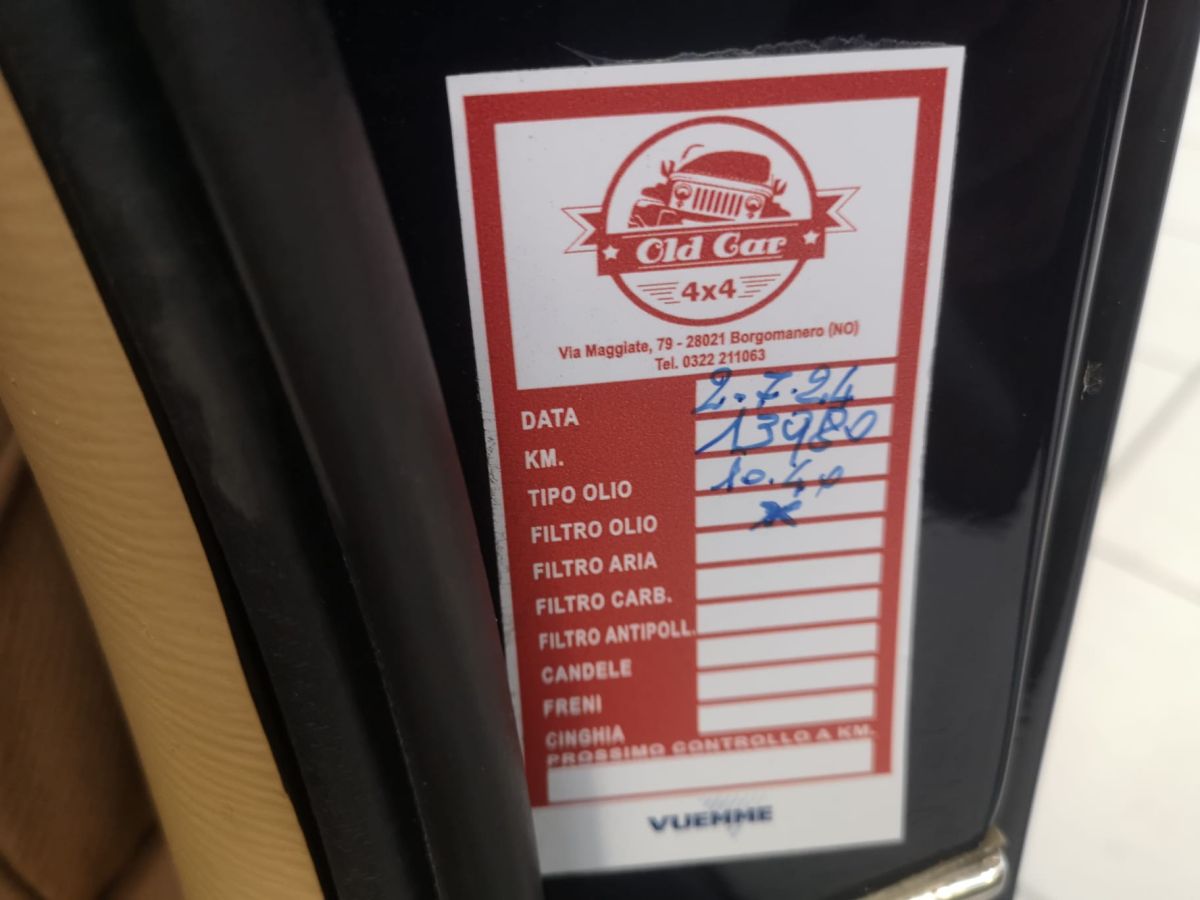 Old Car
4x4
Via Maggiate, 79 - 28021 Borgomanero (NO)
Tel. 0322 211063
DATA 2.7.24
KM. 13980
TIPO OLIO 10.40
FILTRO OLIO X
FILTRO ARIA
FILTRO CARB.
FILTRO ANTIPOLL.
CANDELE
FRENI
CINGHIA
PROSSIMO CONTROLLO A KM.
VUEMME